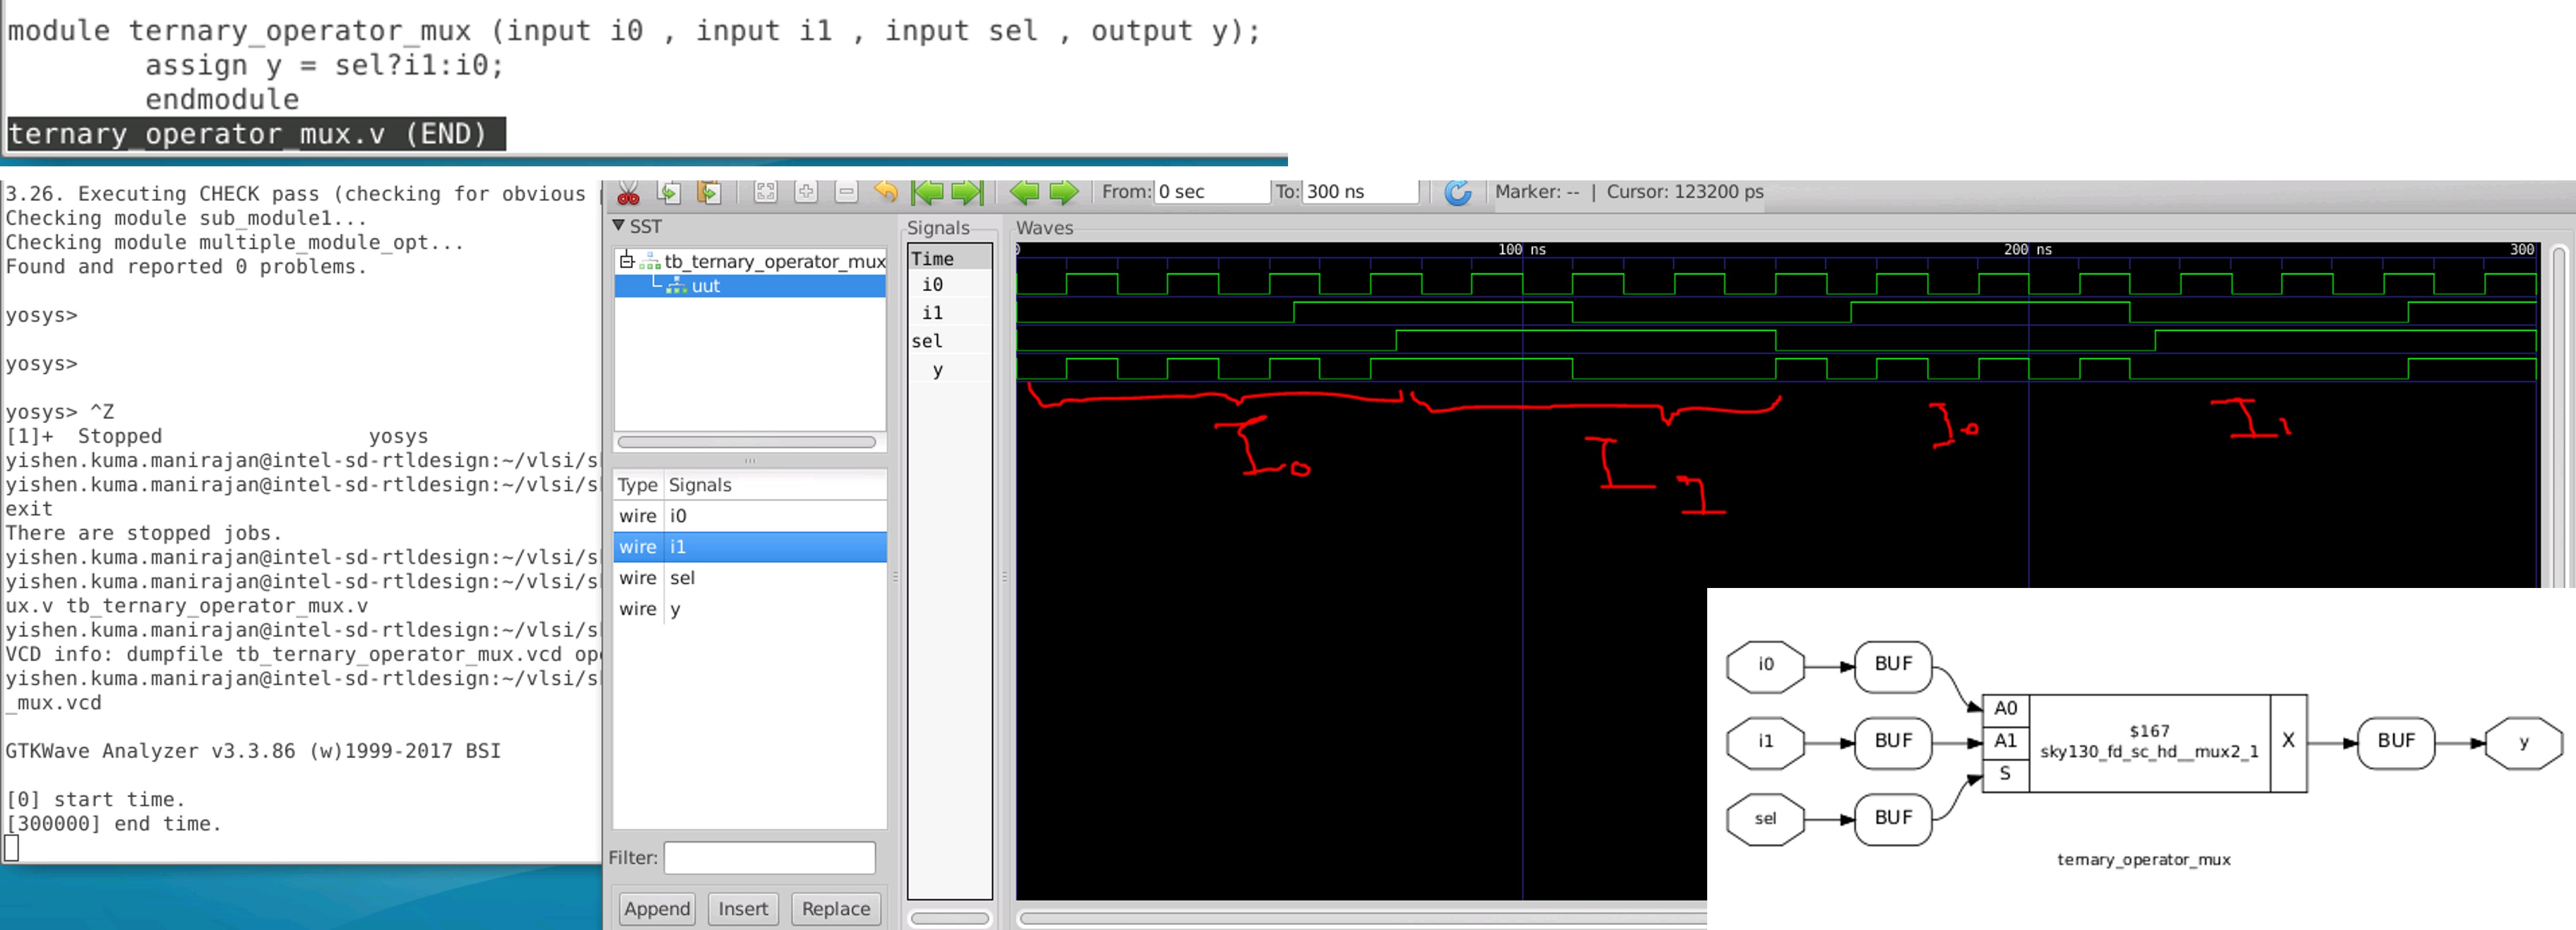 module ternary_operator_mux (input i0 , input i1 , input sel , output y);
assign y = sel?i1:i0;
endmodule
ternary_operator_mux.v (END)
3.26. Executing CHECK pass (checking for obvious
Checking module sub_module1...
Checking module multiple_module_opt...
Found and reported 0 problems.
yosys>
yosys>
yosys> ^Z
[1]+  Stopped                 yosys
yishen.kuma.manirajan@intel-sd-rtldesign:~/vlsi/s
yishen.kuma.manirajan@intel-sd-rtldesign:~/vlsi/s
exit
There are stopped jobs.
yishen.kuma.manirajan@intel-sd-rtldesign:~/vlsi/s
yishen.kuma.manirajan@intel-sd-rtldesign:~/vlsi/s
ux.v tb_ternary_operator_mux.v
yishen.kuma.manirajan@intel-sd-rtldesign:~/vlsi/s
VCD info: dumpfile tb_ternary_operator_mux.vcd op
yishen.kuma.manirajan@intel-sd-rtldesign:~/vlsi/s
_mux.vcd
GTKWave Analyzer v3.3.86 (w)1999-2017 BSI
[0] start time.
[300000] end time.
From: 0 sec To: 300 ns Marker: -- | Cursor: 123200 ps
SST
tb_ternary_operator_mux
uut
Type Signals
wire i0
wire i1
wire sel
wire y
Filter:
Append Insert Replace
Signals
Time
i0
i1
sel
y
Waves
0 100 ns 200 ns 300
I0 I1 I0 I1
i0 BUF
i1 BUF
sel BUF
A0
A1
S
$167
sky130_fd_sc_hd__mux2_1
X
BUF
y
ternary_operator_mux